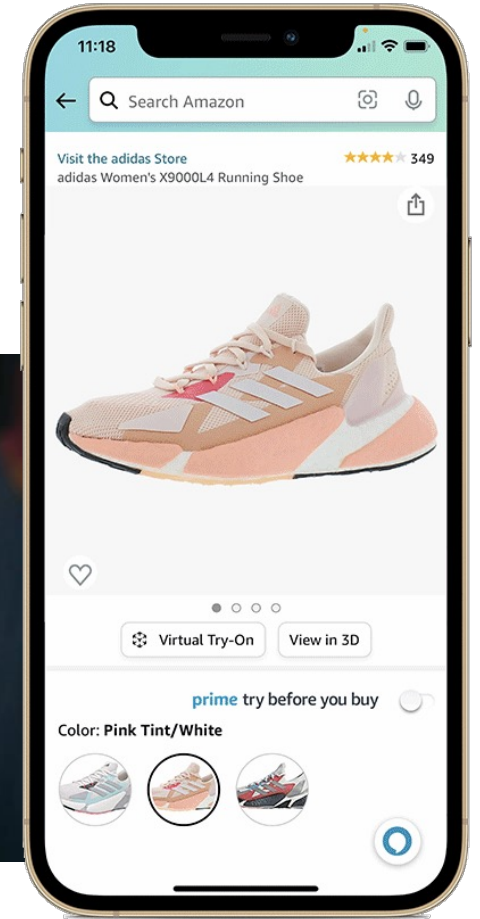 11:18
Search Amazon
Visit the adidas Store
349
adidas Women's X9000L4 Running Shoe
Virtual Try-On
View in 3D
prime try before you buy
Color: Pink Tint/White